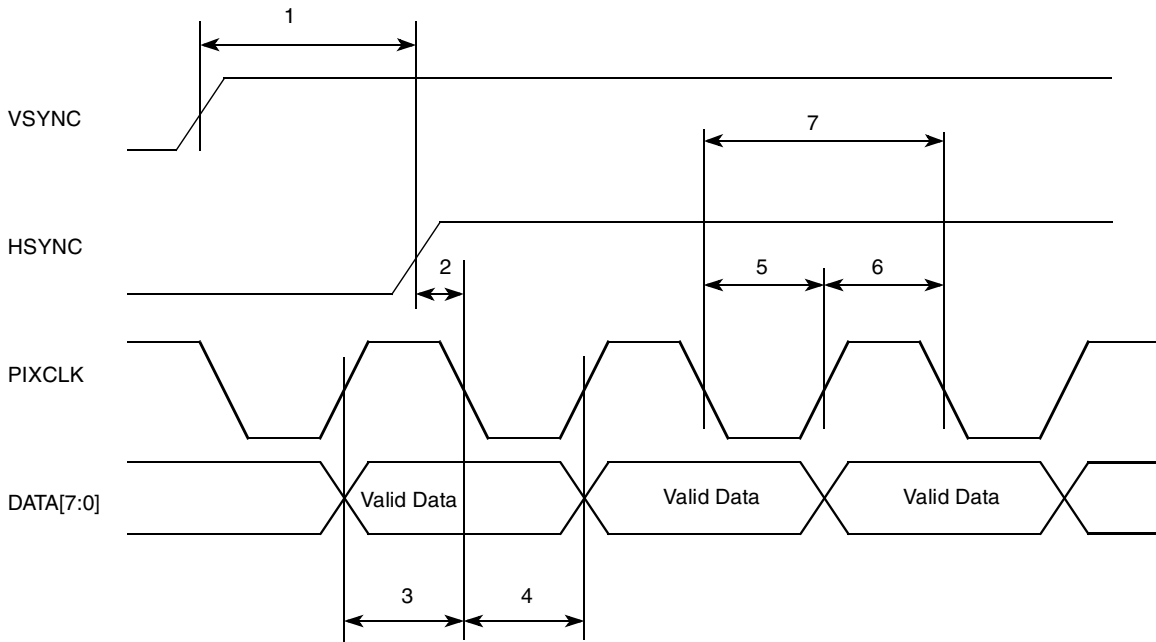 1
VSYNC
7
HSYNC
2
5
6
PIXCLK
DATA[7:0]
Valid Data
Valid Data
Valid Data
3
4